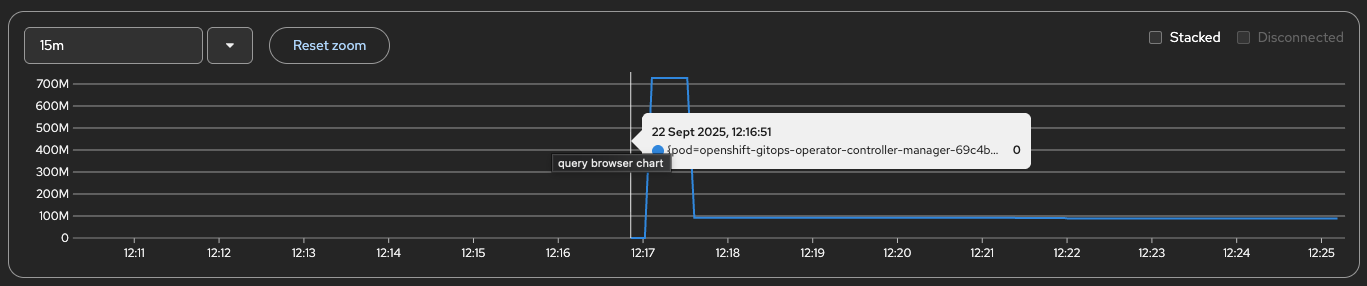 15m
Reset zoom
Stacked
Disconnected
700M
600M
500M
400M
300M
200M
100M
0
22 Sept 2025, 12:16:51
{pod=openshift-gitops-operator-controller-manager-69c4b... 0
query browser chart
12:11 12:12 12:13 12:14 12:15 12:16 12:17 12:18 12:19 12:20 12:21 12:22 12:23 12:24 12:25